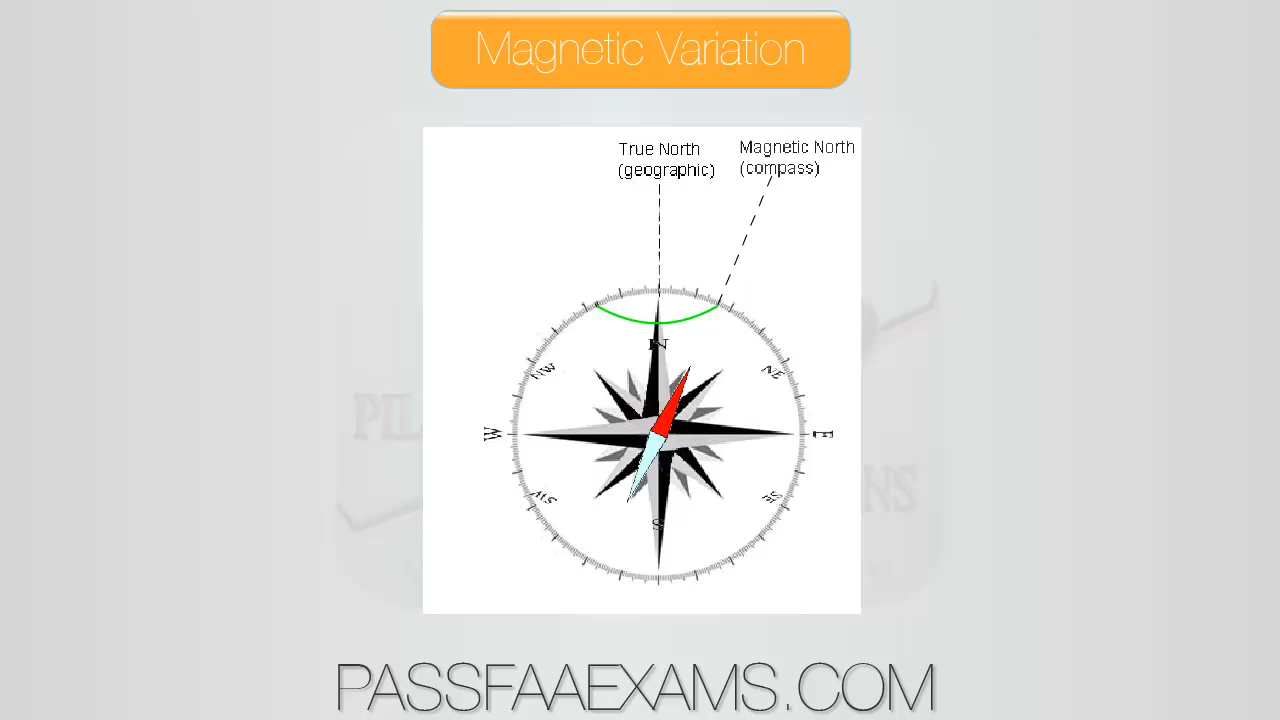 Magnetic Variation
True North
(geographic)
Magnetic North
(compass)
N
NW
NE
W
E
SW
SE
S
PASSFAAEXAMS.COM